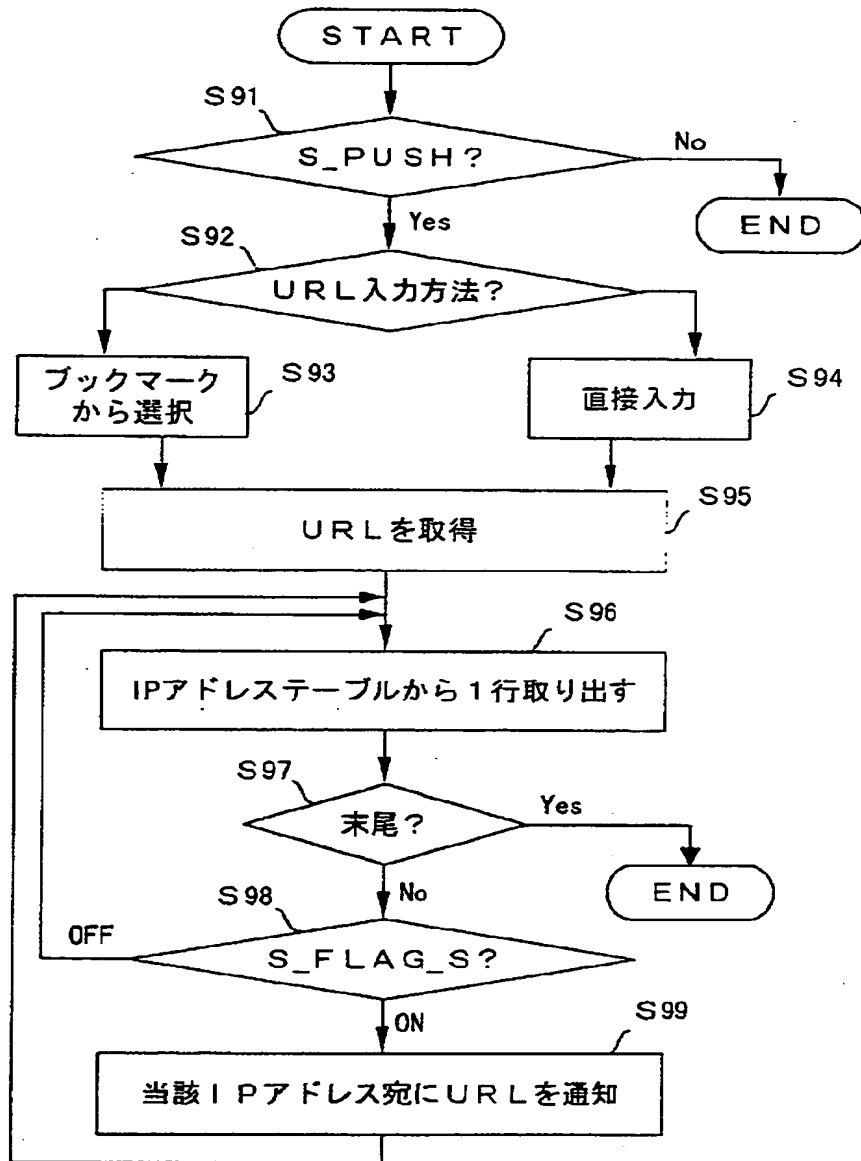 START
S91
S_PUSH?
No
END
Yes
S92
URL入力方法?
ブックマーク
から選択
S93
直接入力
S94
URLを取得
S95
S96
IPアドレステーブルから1行取り出す
S97
末尾?
Yes
END
No
S98
OFF
S_FLAG_S?
ON
S99
当該IPアドレス宛にURLを通知